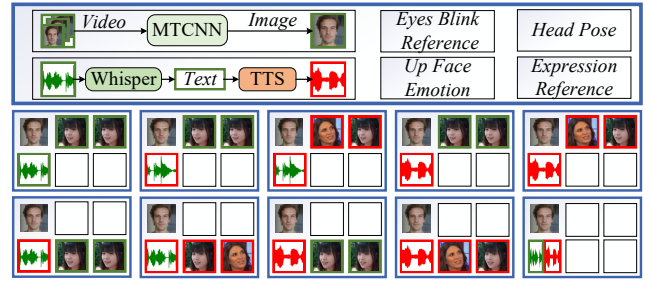 Video
MTCNN
Image
Whisper
Text
TTS
Eyes Blink
Reference
Head Pose
Up Face
Emotion
Expression
Reference